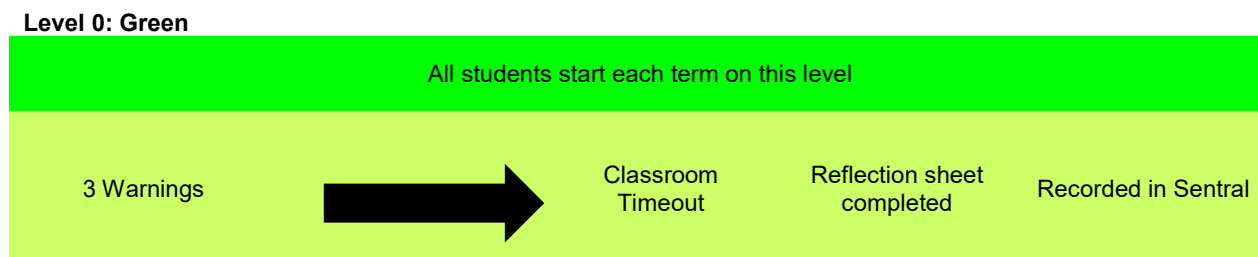 Level 0: Green
All students start each term on this level
3 Warnings
Classroom
Timeout
Reflection sheet
completed
Recorded in Sentral